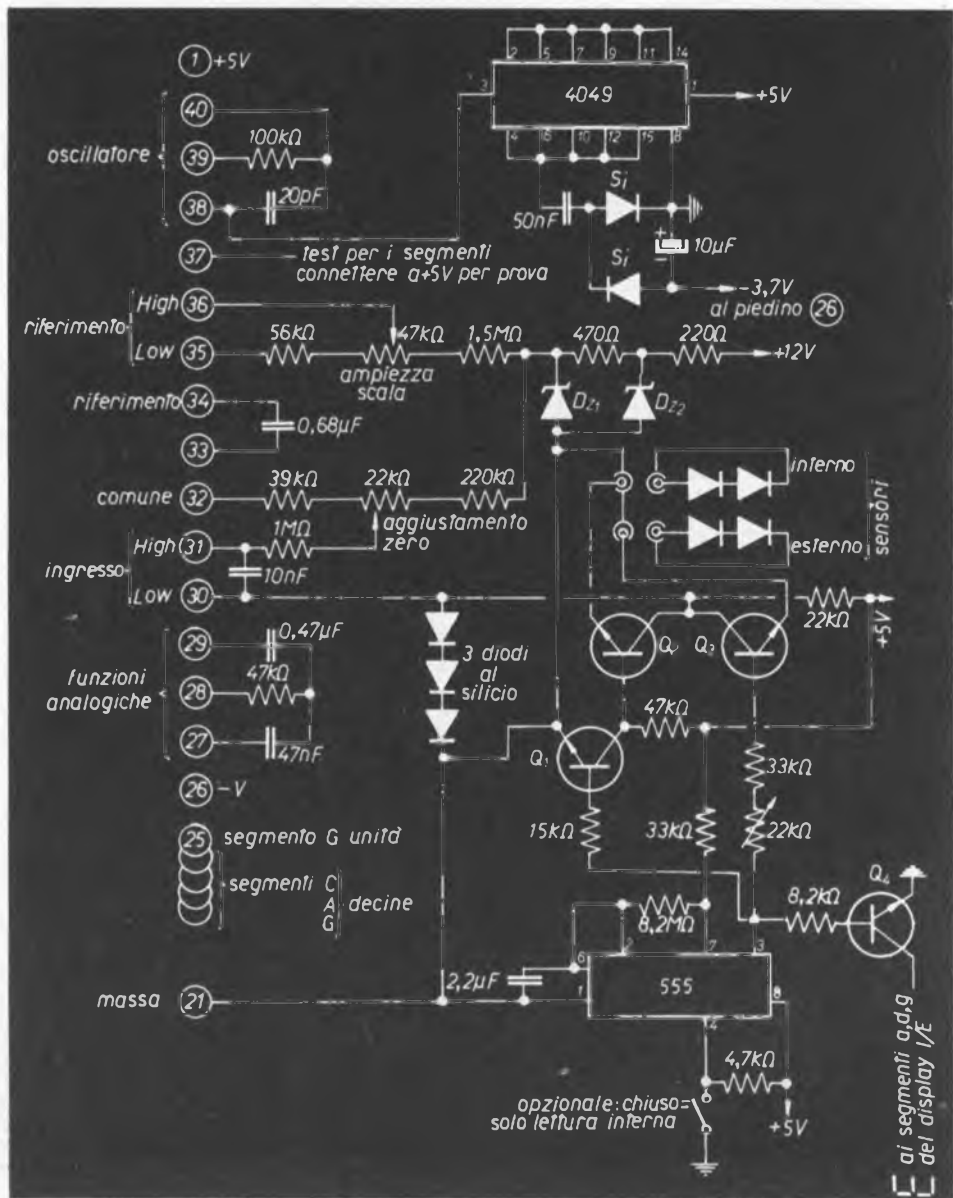 1 +5V
40
oscillatore
39
100kΩ
38
20pF
37
test per i segmenti
connettere a+5V per prova
2 5 7 9 11 14
3
4049
1
+5V
4 6 10 12 15 8
50nF
Si
Si
+
10µF
−
-3,7V
al piedino 26
riferimento
High 36
Low 35
56kΩ
47kΩ
1,5MΩ
470Ω
220Ω
+12V
ampiezza
scala
DZ1
DZ2
riferimento 34
0,68µF
33
comune 32
39kΩ
22kΩ
220kΩ
aggiustamento
zero
interno
esterno
sensori
ingresso
High 31
1MΩ
10nF
Low 30
22kΩ
+5V
29
0,47µF
funzioni
analogiche
28
47kΩ
27
47nF
3 diodi
al
silicio
Q3
47kΩ
Q1
33kΩ
26 -V
15kΩ
33kΩ
22kΩ
25 segmento G unità
segmenti C
A
G
decine
Q4
8,2kΩ
8,2MΩ
6 2 7 3
2,2µF
1
555
8
4
massa 21
4,7kΩ
+5V
opzionale: chiuso=
solo lettura interna
ai segmenti a,d,g
del display I/E